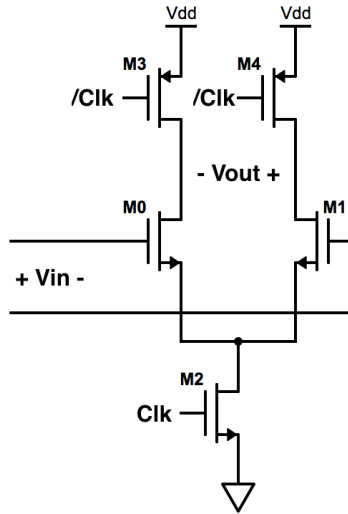 Vdd
Vdd
M3
M4
/Clk
/Clk
- Vout +
M0
M1
+ Vin -
M2
Clk